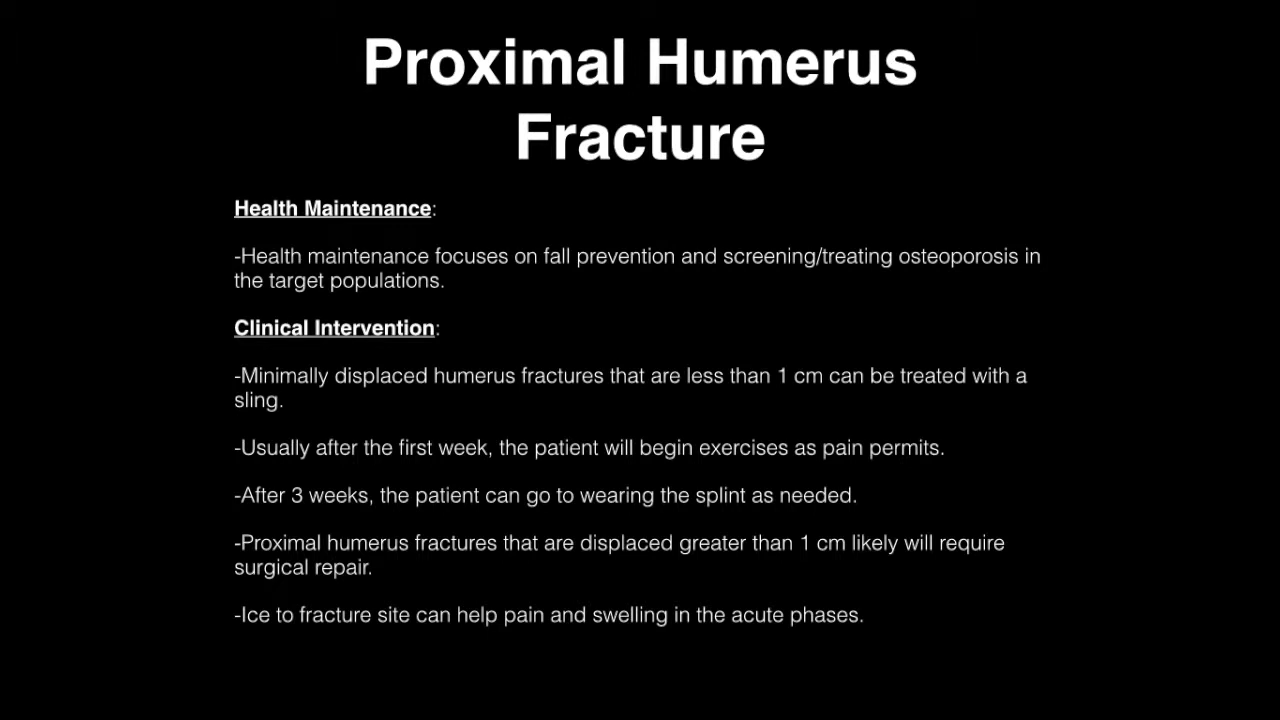 Proximal Humerus
Fracture
Health Maintenance:
-Health maintenance focuses on fall prevention and screening/treating osteoporosis in
the target populations.
Clinical Intervention:
-Minimally displaced humerus fractures that are less than 1 cm can be treated with a
sling.
-Usually after the first week, the patient will begin exercises as pain permits.
-After 3 weeks, the patient can go to wearing the splint as needed.
-Proximal humerus fractures that are displaced greater than 1 cm likely will require
surgical repair.
-Ice to fracture site can help pain and swelling in the acute phases.